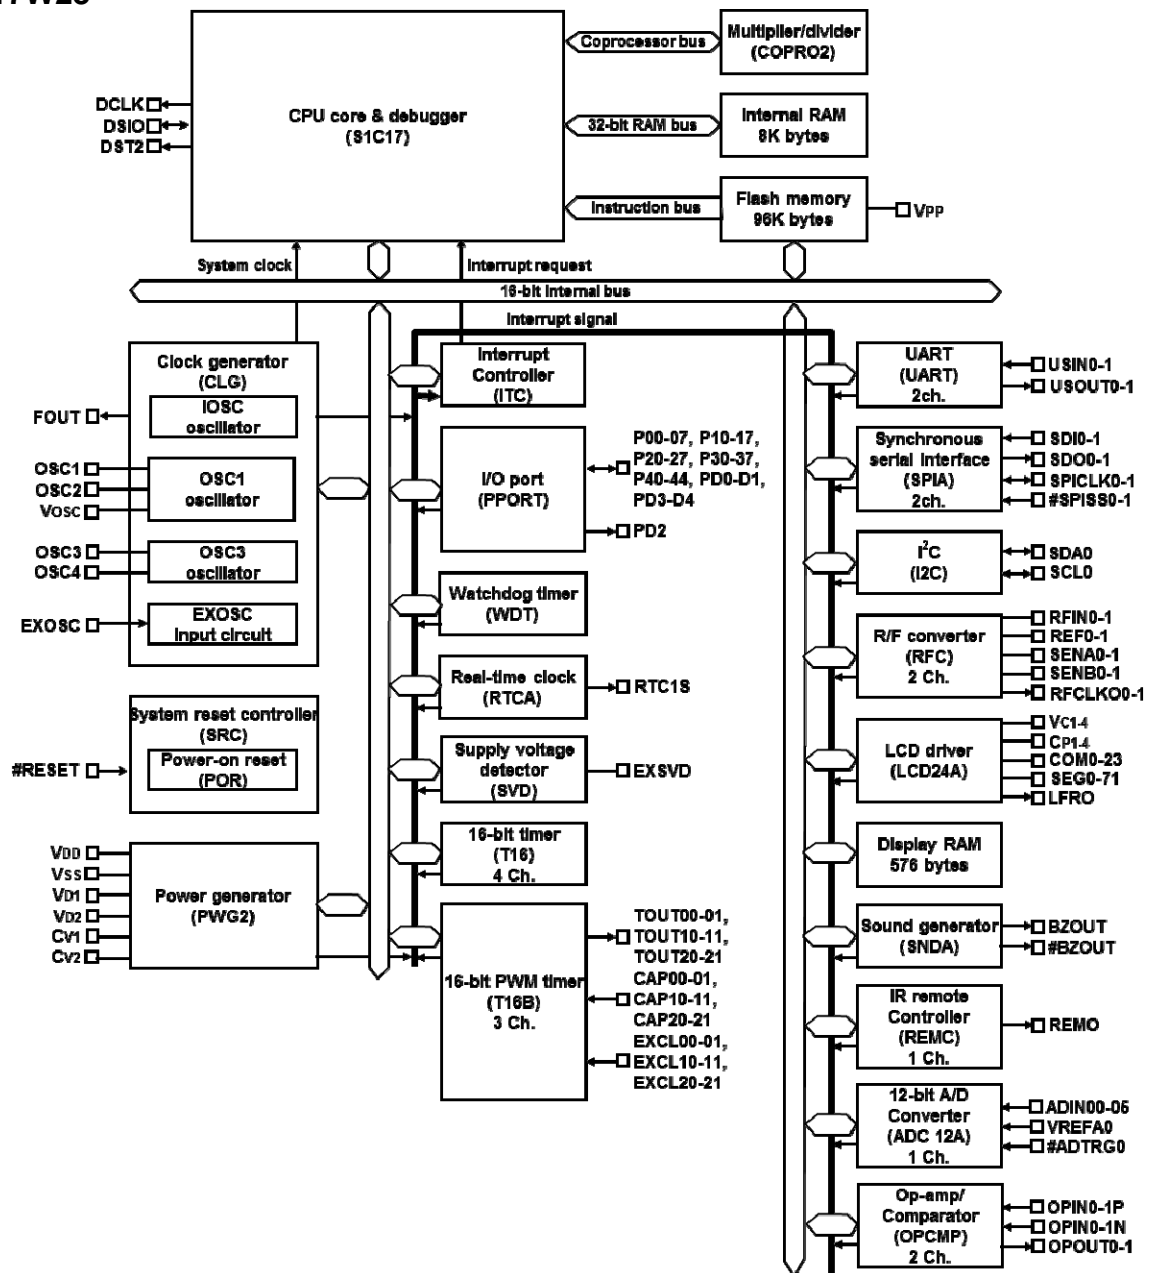 Multiplier/divider
(COPRO2)
Coprocessor bus
CPU core & debugger
(S1C17)
DCLK
DSIO
DST2
32-bit RAM bus
Internal RAM
8K bytes
Instruction bus
Flash memory
96K bytes
VPP
System clock
Interrupt request
16-bit internal bus
Interrupt signal
Clock generator
(CLG)
IOSC
oscillator
FOUT
OSC1
OSC2
VOSC
OSC1
oscillator
OSC3
OSC4
OSC3
oscillator
EXOSC
EXOSC
input circuit
System reset controller
(SRC)
Power-on reset
(POR)
#RESET
VDD
VSS
VD1
VD2
CV1
CV2
Power generator
(PWG2)
Interrupt
Controller
(ITC)
I/O port
(PPORT)
P00-07, P10-17,
P20-27, P30-37,
P40-44, PD0-D1,
PD3-D4
PD2
Watchdog timer
(WDT)
Real-time clock
(RTCA)
RTC1S
Supply voltage
detector
(SVD)
EXSVD
16-bit timer
(T16)
4 Ch.
16-bit PWM timer
(T16B)
3 Ch.
TOUT00-01,
TOUT10-11,
TOUT20-21
CAP00-01,
CAP10-11,
CAP20-21
EXCL00-01,
EXCL10-11,
EXCL20-21
UART
(UART)
2ch.
USIN0-1
USOUT0-1
Synchronous
serial interface
(SPIA)
2ch.
SDI0-1
SDO0-1
SPICLK0-1
#SPISS0-1
I2C
(I2C)
SDA0
SCL0
R/F converter
(RFC)
2 Ch.
RFIN0-1
REF0-1
SENA0-1
SENB0-1
RFCLKO0-1
LCD driver
(LCD24A)
VC1-4
CP1-4
COM0-23
SEG0-71
LFRO
Display RAM
576 bytes
Sound generator
(SNDA)
BZOUT
#BZOUT
IR remote
Controller
(REMC)
1 Ch.
REMO
12-bit A/D
Converter
(ADC 12A)
1 Ch.
ADIN00-06
VREFA0
#ADTRG0
Op-amp/
Comparator
(OPCMP)
2 Ch.
OPIN0-1P
OPIN0-1N
OPOUT0-1